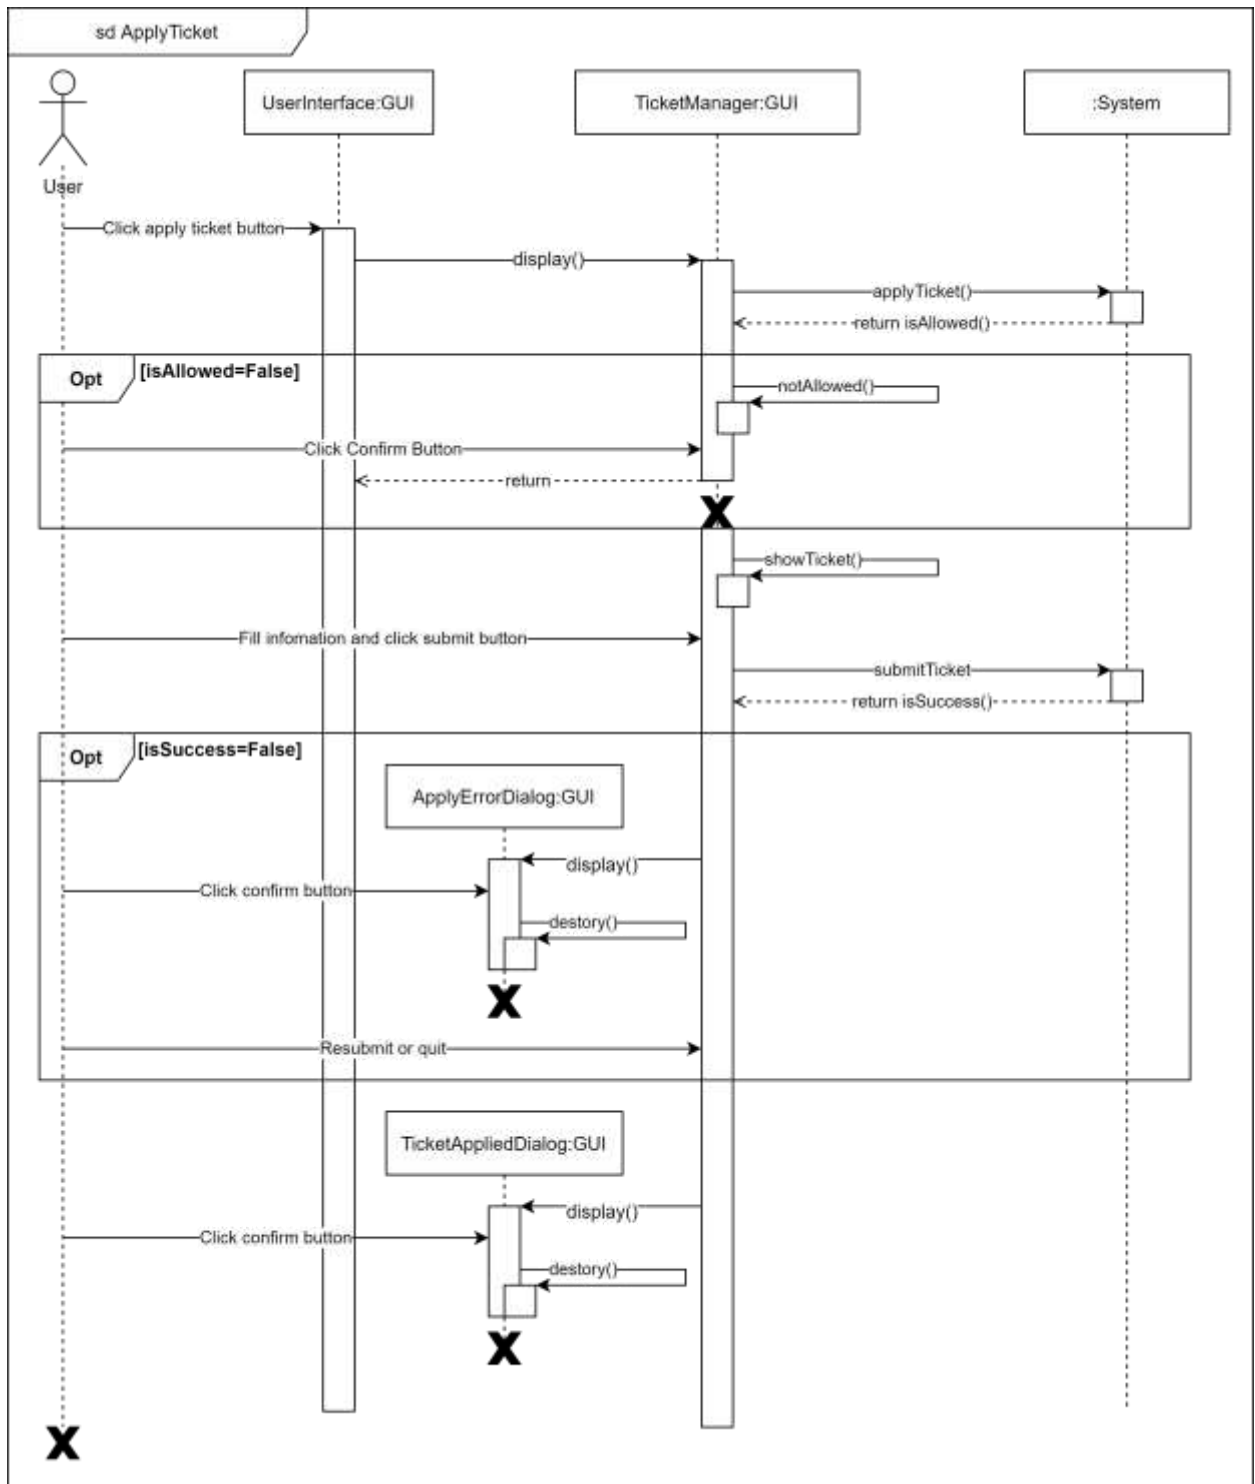 sd ApplyTicket
User
UserInterface:GUI
TicketManager:GUI
:System
Click apply ticket button
display()
applyTicket()
return isAllowed()
Opt
[isAllowed=False]
notAllowed()
Click Confirm Button
return
showTicket()
Fill infomation and click submit button
submitTicket
return isSuccess()
Opt
[isSuccess=False]
ApplyErrorDialog:GUI
display()
Click confirm button
destory()
Resubmit or quit
TicketAppliedDialog:GUI
display()
Click confirm button
destory()